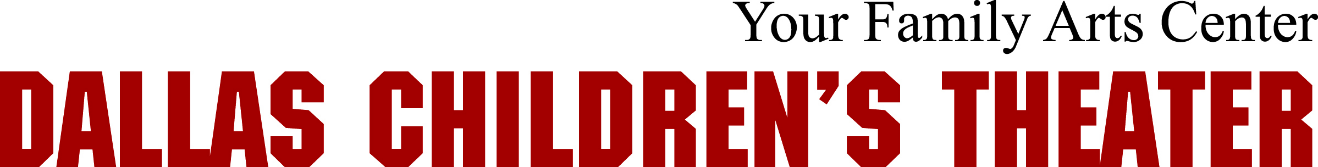 Your Family Arts Center
DALLAS CHILDREN'S THEATER